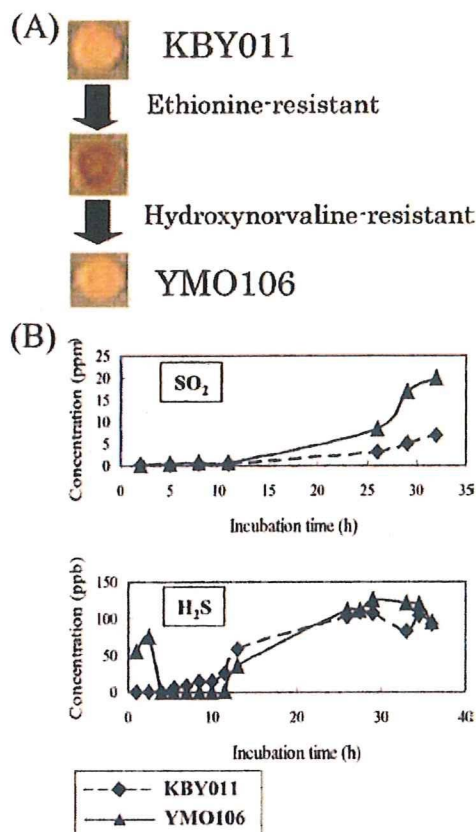 (A)
KBY011
Ethionine-resistant
Hydroxynorvaline-resistant
YMO106
(B)
Concentration (ppm)
25
20
15
10
5
0
SO₂
0 5 10 15 20 25 30 35
Incubation time (h)
Concentration (ppb)
150
100
50
0
H₂S
0 10 20 30 40
Incubation time (h)
KBY011
YMO106